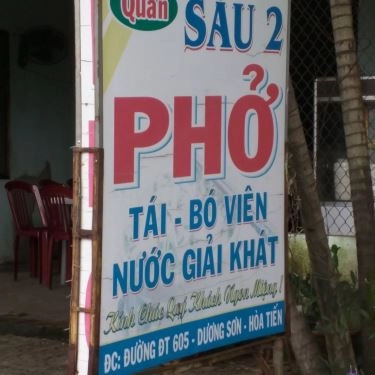 Quán
SÁU 2
PHỞ
TÁI - BÒ VIÊN
NƯỚC GIẢI KHÁT
Kính Chúc Quý Khách Ngon Miệng !
ĐC: ĐƯỜNG ĐT 605 - DƯƠNG SƠN - HÒA TIẾN